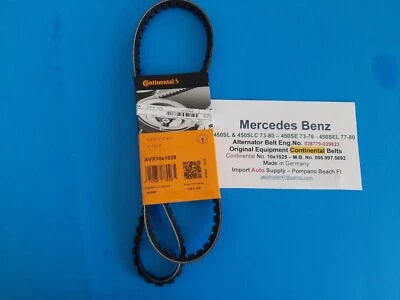 Continental
AVX10x1025
Mercedes Benz
450SL & 450SLC 73-80 – 450SE 73-76 - 450SEL 77-80
Alternator Belt Eng.No. 028779-029823
Original Equipment Continental Belts
Continental No. 10x1025 – M.B. No. 005.997.5692
Made in Germany
Import Auto Supply – Pompano Beach Fl